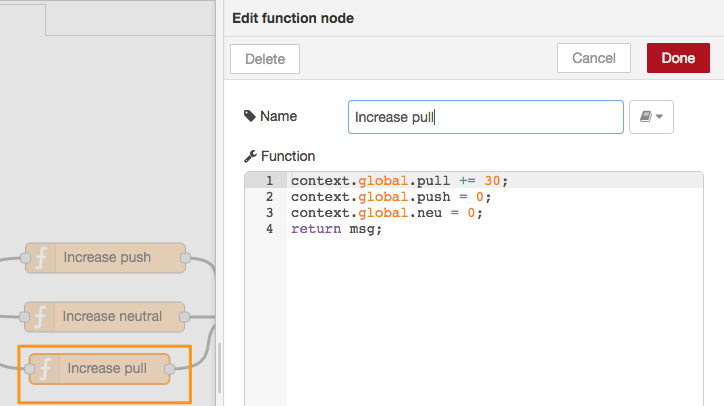 Edit function node
Delete
Cancel
Done
Name
Increase pull
Function
1 context.global.pull += 30;
2 context.global.push = 0;
3 context.global.neu = 0;
4 return msg;
Increase push
Increase neutral
Increase pull